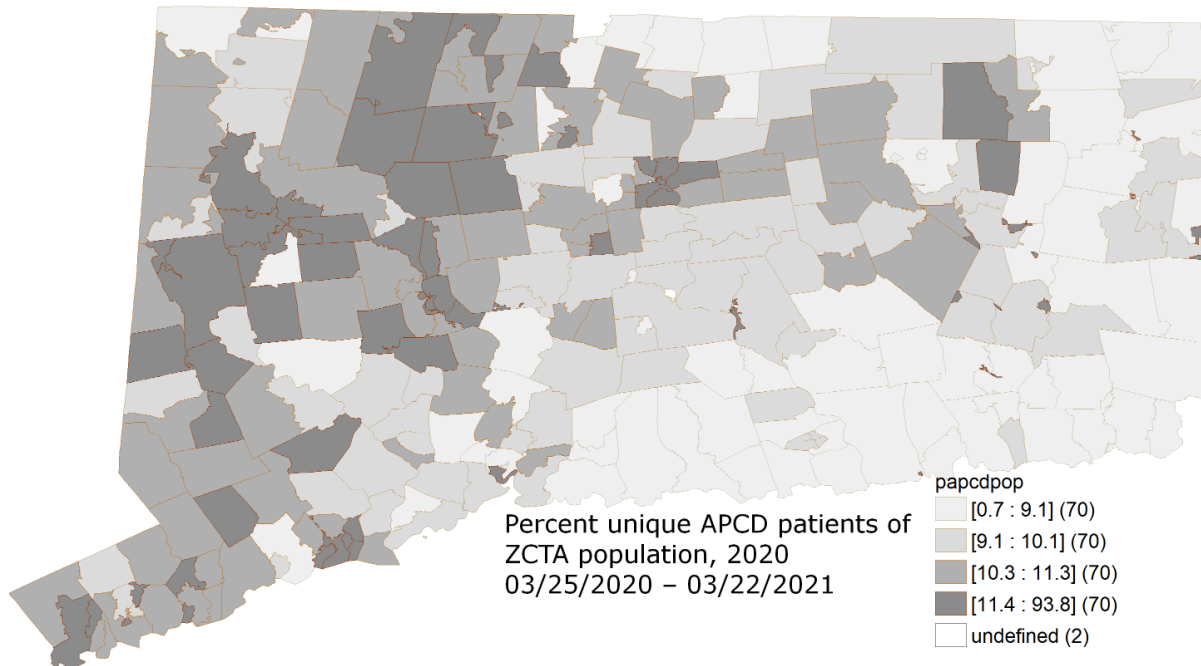 Percent unique APCD patients of
ZCTA population, 2020
03/25/2020 – 03/22/2021
papcdpop
[0.7 : 9.1] (70)
[9.1 : 10.1] (70)
[10.3 : 11.3] (70)
[11.4 : 93.8] (70)
undefined (2)